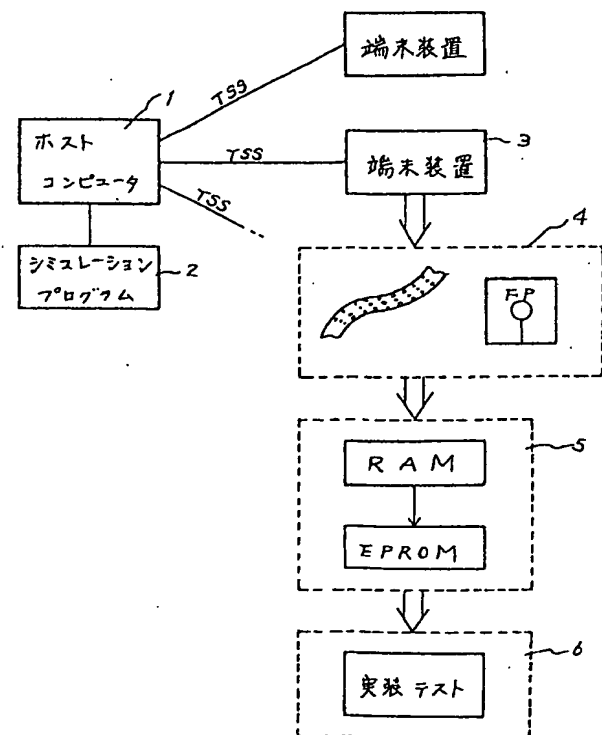 端末装置
1
TSS
ホスト
コンピュータ
TSS
端末装置
3
TSS
シミュレーション
プログラム
2
4
FP
5
RAM
EPROM
6
実装テスト